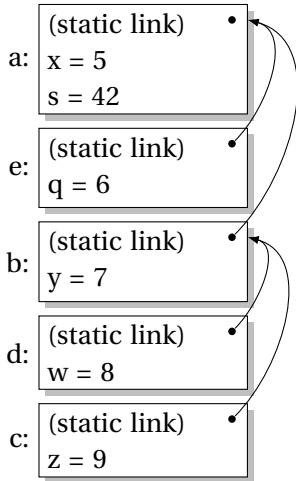 a:
(static link)
x = 5
s = 42
e:
(static link)
q = 6
b:
(static link)
y = 7
d:
(static link)
w = 8
c:
(static link)
z = 9